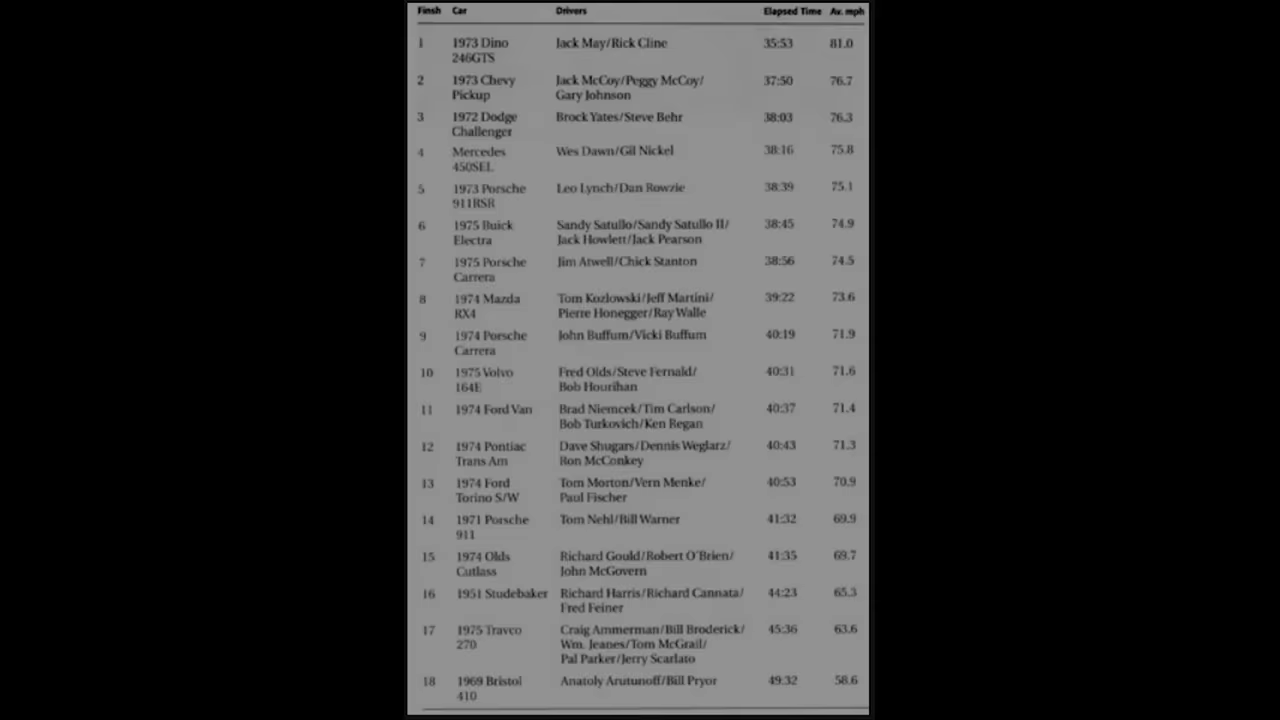 Finsh Car Drivers Elapsed Time Av. mph
1 1973 Dino Jack May/Rick Cline 35:53 81.0
246GTS
2 1973 Chevy Jack McCoy/Peggy McCoy/ 37:50 76.7
Pickup Gary Johnson
3 1972 Dodge Brock Yates/Steve Behr 38:03 76.3
Challenger
4 Mercedes Wes Dawn/Gil Nickel 38:16 75.8
450SEL
5 1973 Porsche Leo Lynch/Dan Rowzie 38:39 75.1
911RSR
6 1975 Buick Sandy Satullo/Sandy Satullo II/ 38:45 74.9
Electra Jack Howlett/Jack Pearson
7 1975 Porsche Jim Atwell/Chick Stanton 38:56 74.5
Carrera
8 1974 Mazda Tom Kozlowski/Jeff Martini/ 39:22 73.6
RX4 Pierre Honegger/Ray Walle
9 1974 Porsche John Buffum/Vicki Buffum 40:19 71.9
Carrera
10 1975 Volvo Fred Olds/Steve Fernald/ 40:31 71.6
164E Bob Hourihan
11 1974 Ford Van Brad Niemcek/Tim Carlson/ 40:37 71.4
Bob Turkovich/Ken Regan
12 1974 Pontiac Dave Shugars/Dennis Weglarz/ 40:43 71.3
Trans Am Ron McConkey
13 1974 Ford Tom Morton/Vern Menke/ 40:53 70.9
Torino S/W Paul Fischer
14 1971 Porsche Tom Nehl/Bill Warner 41:32 69.9
911
15 1974 Olds Richard Gould/Robert O'Brien/ 41:35 69.7
Cutlass John McGovern
16 1951 Studebaker Richard Harris/Richard Cannata/ 44:23 65.3
Fred Feiner
17 1975 Travco Craig Ammerman/Bill Broderick/ 45:36 63.6
270 Wm. Jeanes/Tom McGrail/
Pal Parker/Jerry Scarlato
18 1969 Bristol Anatoly Arutunoff/Bill Pryor 49:32 58.6
410